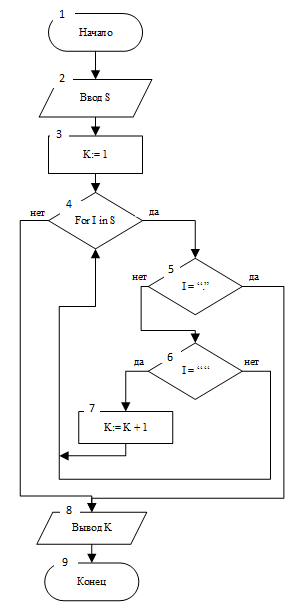 1
Начало
2
Ввод S
3
K:= 1
4
нет
да
For I in S
5
нет
да
I = “.”
6
да
нет
I = “ “
7
K:= K + 1
8
Вывод K
9
Конец